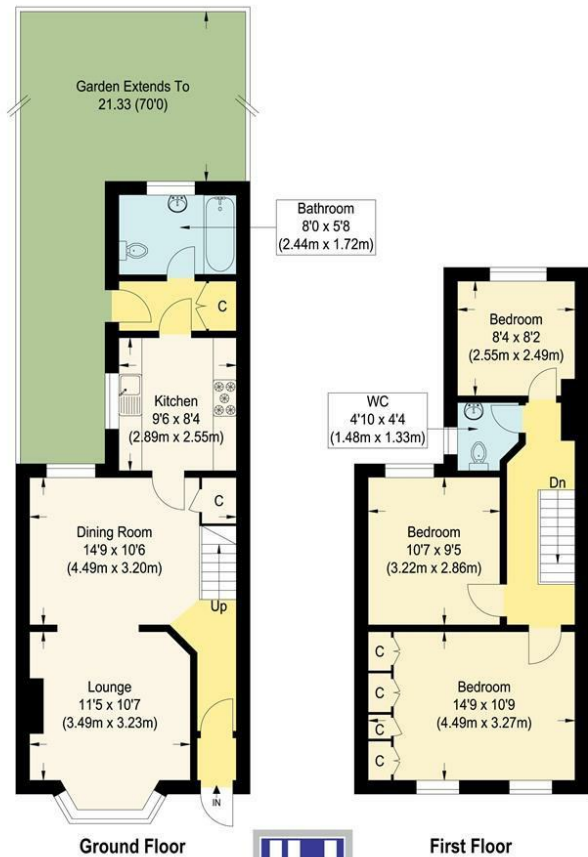 Garden Extends To
21.33 (70'0)
Bathroom
8'0 x 5'8
(2.44m x 1.72m)
C
Kitchen
9'6 x 8'4
(2.89m x 2.55m)
C
Dining Room
14'9 x 10'6
(4.49m x 3.20m)
Up
Lounge
11'5 x 10'7
(3.49m x 3.23m)
IN
Ground Floor
Bedroom
8'4 x 8'2
(2.55m x 2.49m)
WC
4'10 x 4'4
(1.48m x 1.33m)
Dn
Bedroom
10'7 x 9'5
(3.22m x 2.86m)
C
C
C
C
Bedroom
14'9 x 10'9
(4.49m x 3.27m)
First Floor